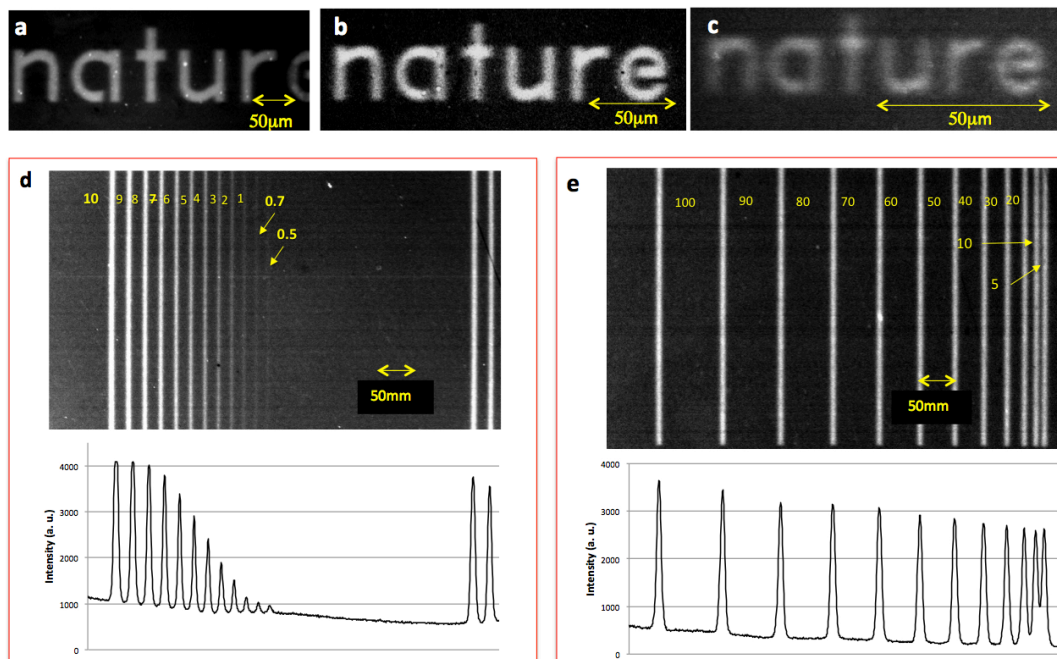 a
nature
50μm
b
nature
50μm
c
nature
50μm
d
10 9 8 7 6 5 4 3 2 1 0.7
0.5
50mm
4000
3000
2000
1000
0
Intensity (a. u.)
e
100 90 80 70 60 50 40 30 20
10
5
50mm
4000
3000
2000
1000
0
Intensity (a. u.)